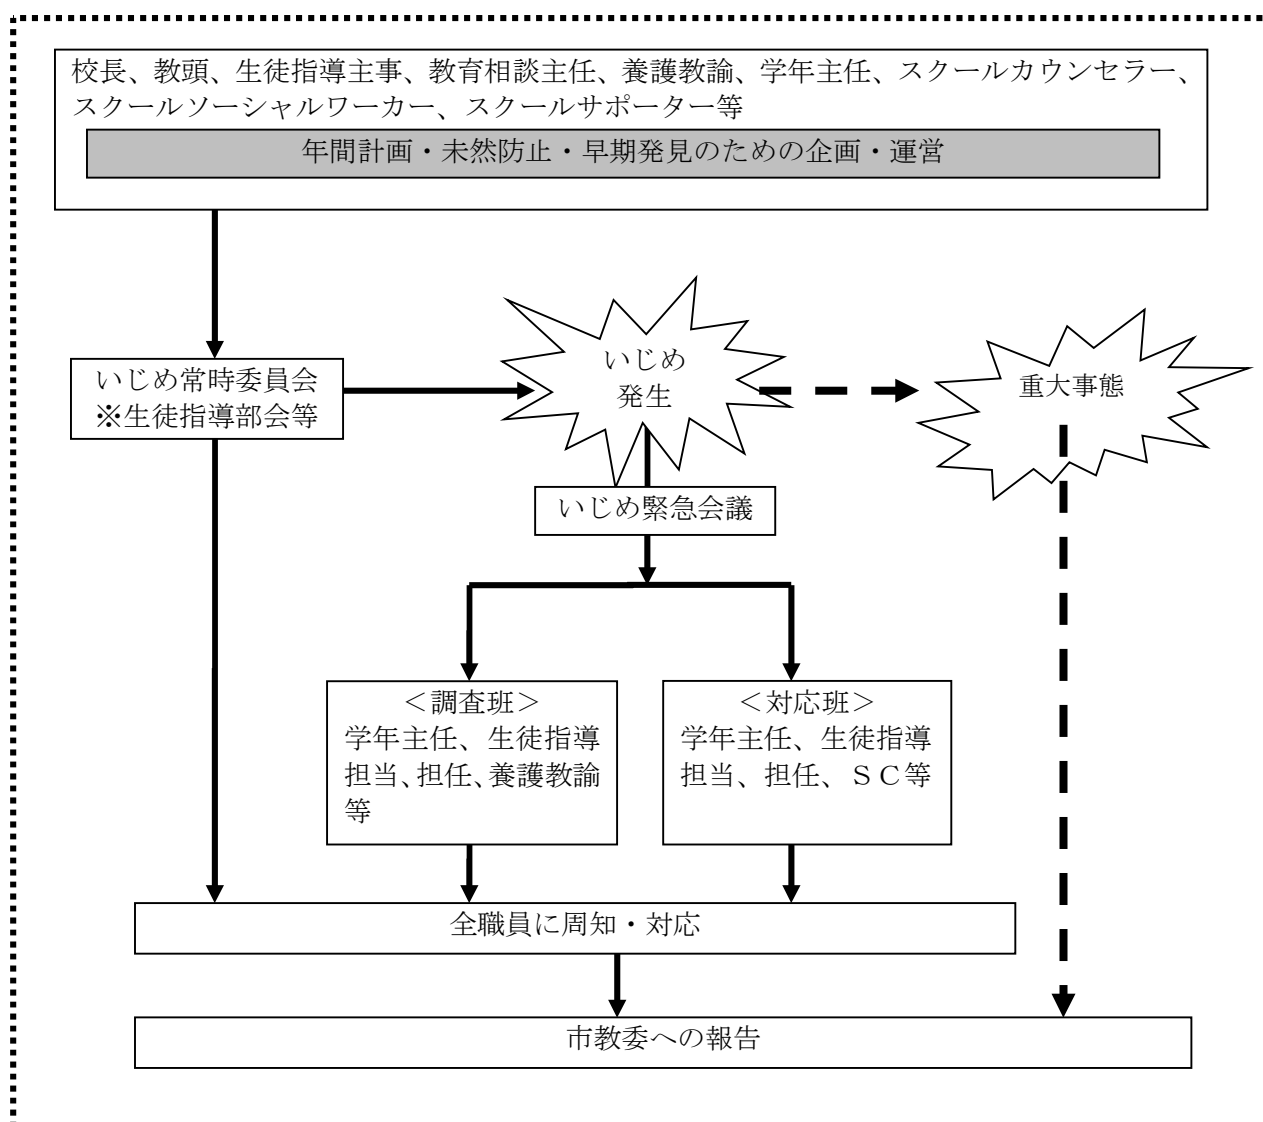 校長、教頭、生徒指導主事、教育相談主任、養護教諭、学年主任、スクールカウンセラー、
スクールソーシャルワーカー、スクールサポーター等
年間計画・未然防止・早期発見のための企画・運営
いじめ
発生
重大事態
いじめ常時委員会
※生徒指導部会等
いじめ緊急会議
＜調査班＞
学年主任、生徒指導
担当、担任、養護教諭
等
＜対応班＞
学年主任、生徒指導
担当、担任、ＳＣ等
全職員に周知・対応
市教委への報告